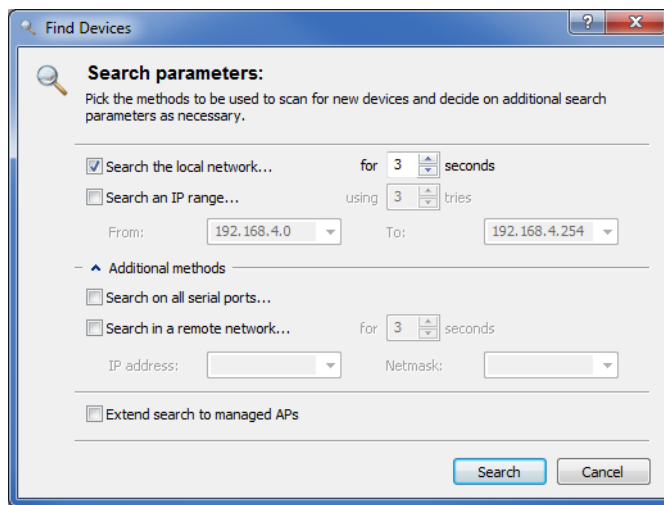 Find Devices
Search parameters:
Pick the methods to be used to scan for new devices and decide on additional search
parameters as necessary.
Search the local network... for 3 seconds
Search an IP range... using 3 tries
From: 192.168.4.0 To: 192.168.4.254
Additional methods
Search on all serial ports...
Search in a remote network... for 3 seconds
IP address: Netmask:
Extend search to managed APs
Search Cancel